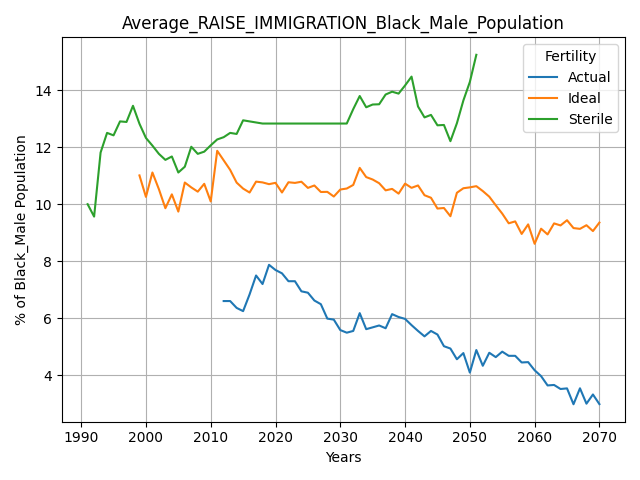 Average_RAISE_IMMIGRATION_Black_Male_Population
Fertility
Actual
Ideal
Sterile
% of Black_Male Population
14
12
10
8
6
4
1990 2000 2010 2020 2030 2040 2050 2060 2070
Years